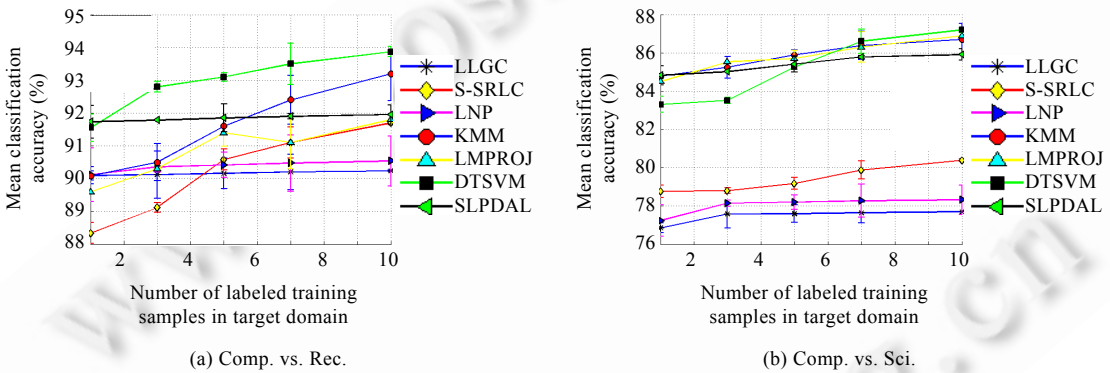 95
94
93
92
91
90
89
88
Mean classification
accuracy (%)
2 4 6 8 10
Number of labeled training
samples in target domain
LLGC
S-SRLC
LNP
KMM
LMPROJ
DTSVM
SLPDAL
(a) Comp. vs. Rec.
88
86
84
82
80
78
76
Mean classification
accuracy (%)
2 4 6 8 10
Number of labeled training
samples in target domain
LLGC
S-SRLC
LNP
KMM
LMPROJ
DTSVM
SLPDAL
(b) Comp. vs. Sci.